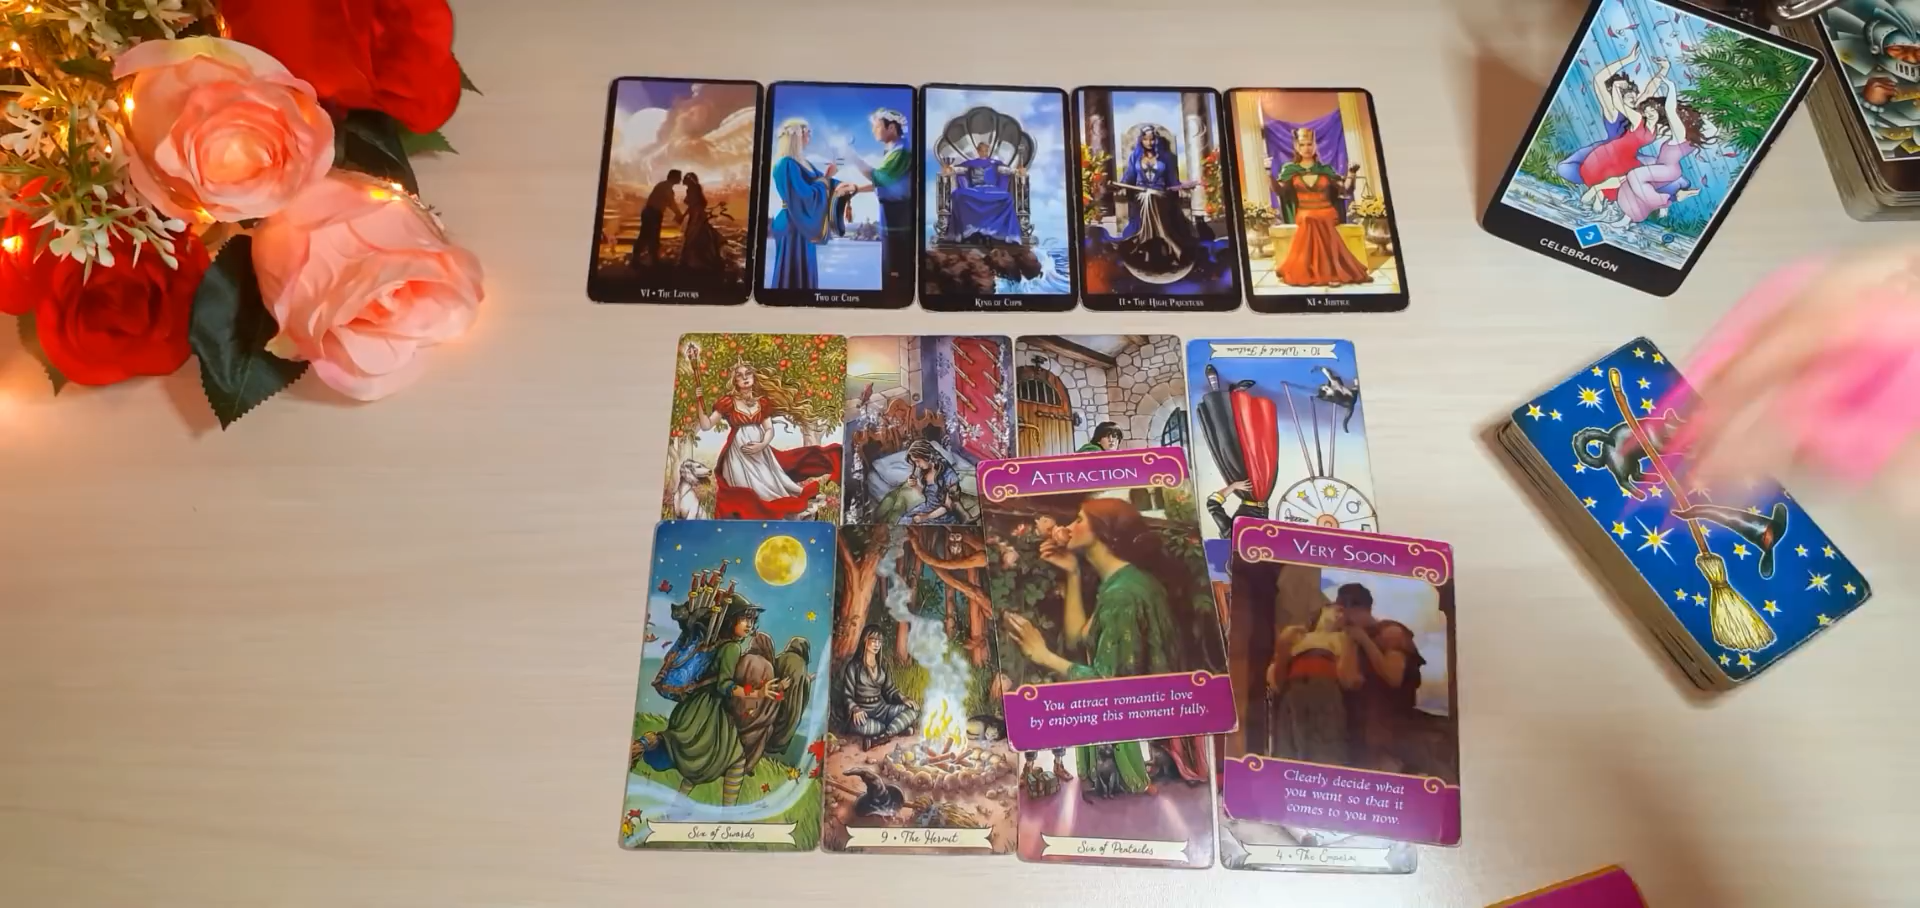 VI • THE LOVERS
TWO OF CUPS
KING OF CUPS
II • THE HIGH PRIESTESS
XI • JUSTICE
3
CELEBRACIÓN
10 • Wheel of Fortune
ATTRACTION
You attract romantic love
by enjoying this moment fully.
VERY SOON
Clearly decide what
you want so that it
comes to you now.
Six of Swords
9 • The Hermit
Six of Pentacles
4 • The Emperor